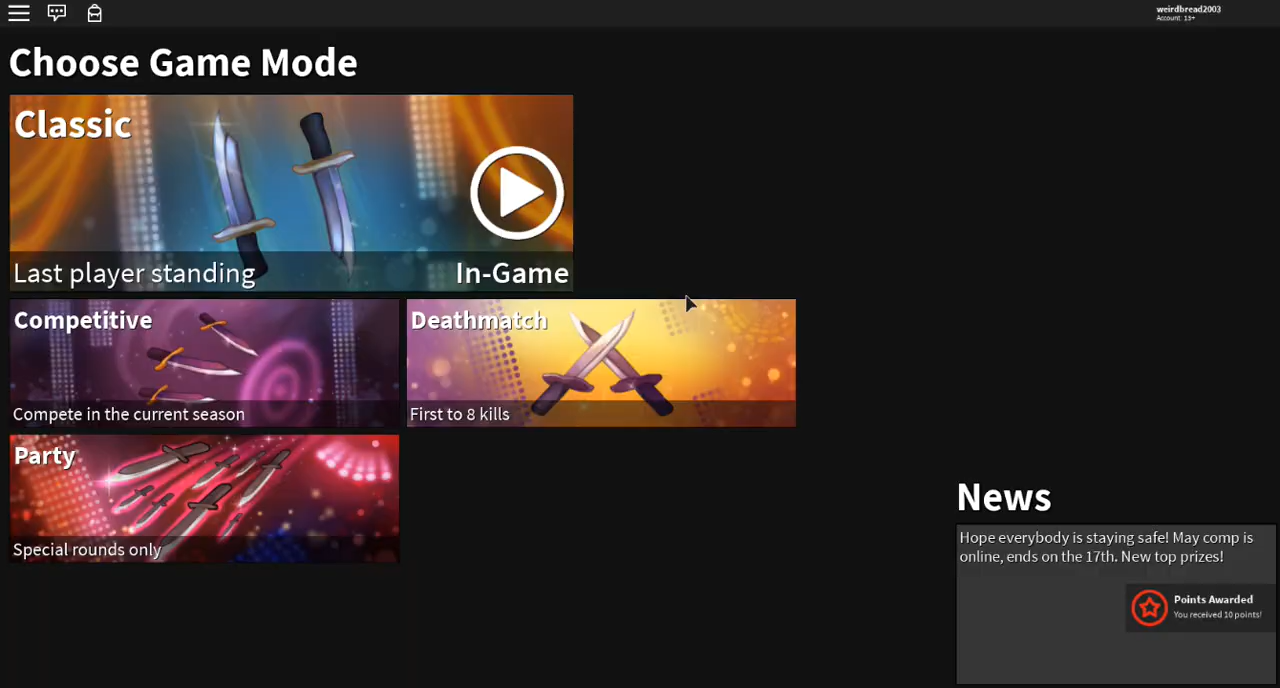 weirdbread2003
Account: 13+
Choose Game Mode
Classic
Last player standing
In-Game
Competitive
Compete in the current season
Deathmatch
First to 8 kills
Party
Special rounds only
News
Hope everybody is staying safe! May comp is
online, ends on the 17th. New top prizes!
Points Awarded
You received 10 points!